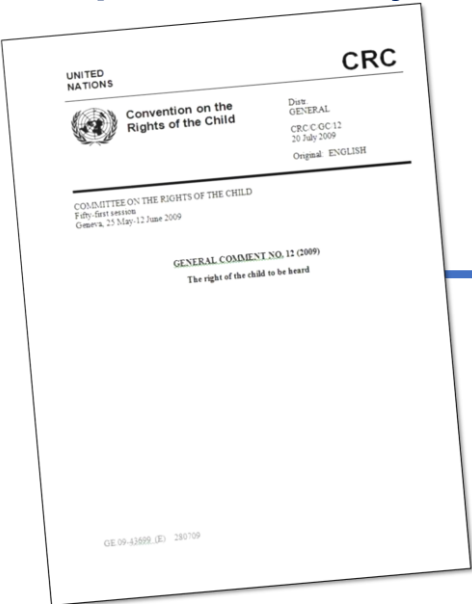 UNITED
NATIONS
CRC
Convention on the
Rights of the Child
Distr.
GENERAL
CRC/C/GC/12
20 July 2009
Original: ENGLISH
COMMITTEE ON THE RIGHTS OF THE CHILD
Fifty-first session
Geneva, 25 May-12 June 2009
GENERAL COMMENT NO. 12 (2009)
The right of the child to be heard
GE.09-43699 (E) 280709